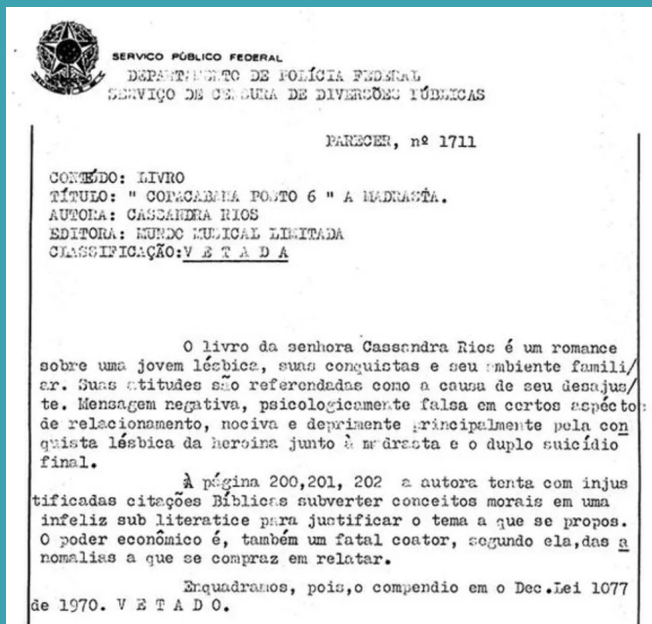 SERVICO PÚBLICO FEDERAL
DEPARTAMENTO DE POLÍCIA FEDERAL
SERVIÇO DE CENSURA DE DIVERSÕES PÚBLICAS
PARECER, nº 1711
CONTEÚDO: LIVRO
TÍTULO: " COPACABANA POSTO 6 " A MADRASTA.
AUTORA: CASSANDRA RIOS
EDITORA: MUNDO MUSICAL LIMITADA
CLASSIFICAÇÃO: V E T A D A
O livro da senhora Cassandra Rios é um romance
sobre uma jovem lésbica, suas conquistas e seu ambiente famili/
ar. Suas atitudes são referendadas como a causa de seu desajus/
te. Mensagem negativa, psicologicamente falsa em certos aspécto:
de relacionamento, nociva e deprimente principalmente pela con
quista lésbica da heroina junto à madrasta e o duplo suicídio
final.
À página 200,201, 202 a autora tenta com injus
tificadas citações Bíblicas subverter conceitos morais em uma
infeliz sub literatice para justificar o tema a que se propos.
O poder econômico é, também um fatal coator, segundo ela,das a
nomalias a que se compraz em relatar.
Enquadramos, pois,o compendio em o Dec.Lei 1077
de 1970. V E T A D O.